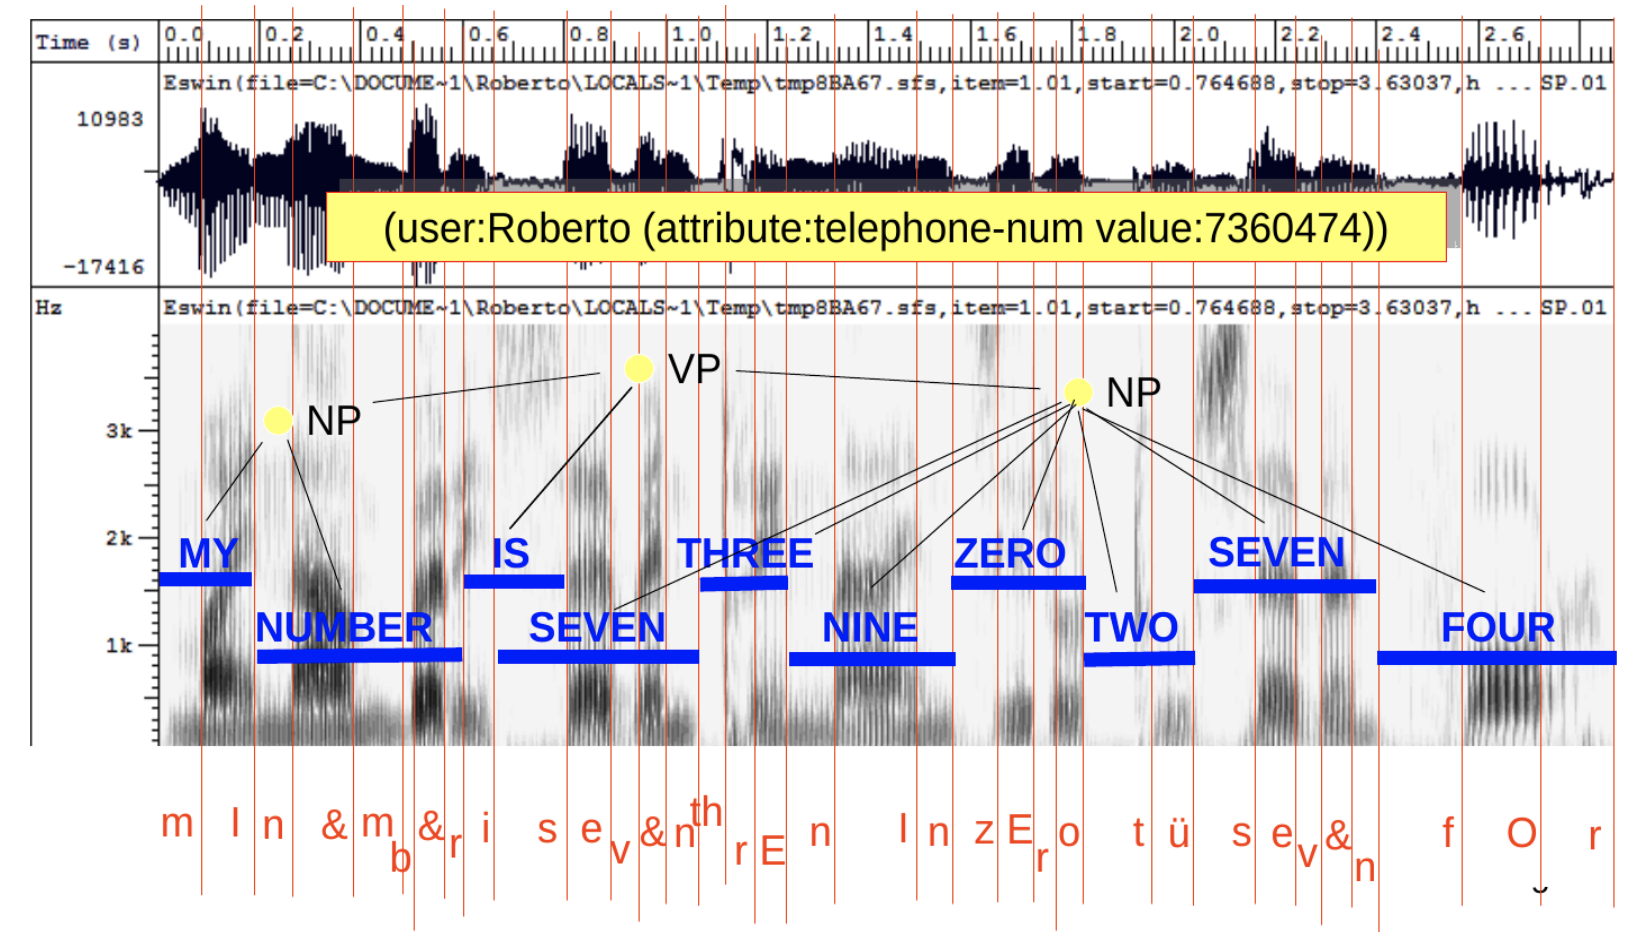 Time (s) 0.0 0.2 0.4 0.6 0.8 1.0 1.2 1.4 1.6 1.8 2.0 2.2 2.4 2.6
Eswin(file=C:\DOCUME~1\Roberto\LOCALS~1\Temp\tmp8BA67.sfs,item=1.01,start=0.764688,stop=3.63037,h ... SP.01
10983
(user:Roberto (attribute:telephone-num value:7360474))
-17416
Hz Eswin(file=C:\DOCUME~1\Roberto\LOCALS~1\Temp\tmp8BA67.sfs,item=1.01,start=0.764688,stop=3.63037,h ... SP.01
VP
NP NP
3k
2k
MY IS THREE ZERO SEVEN
NUMBER SEVEN NINE TWO FOUR
1k
m I n & m b & r i s e v & n th r E n I n z E r o t ü s e v & n f O r